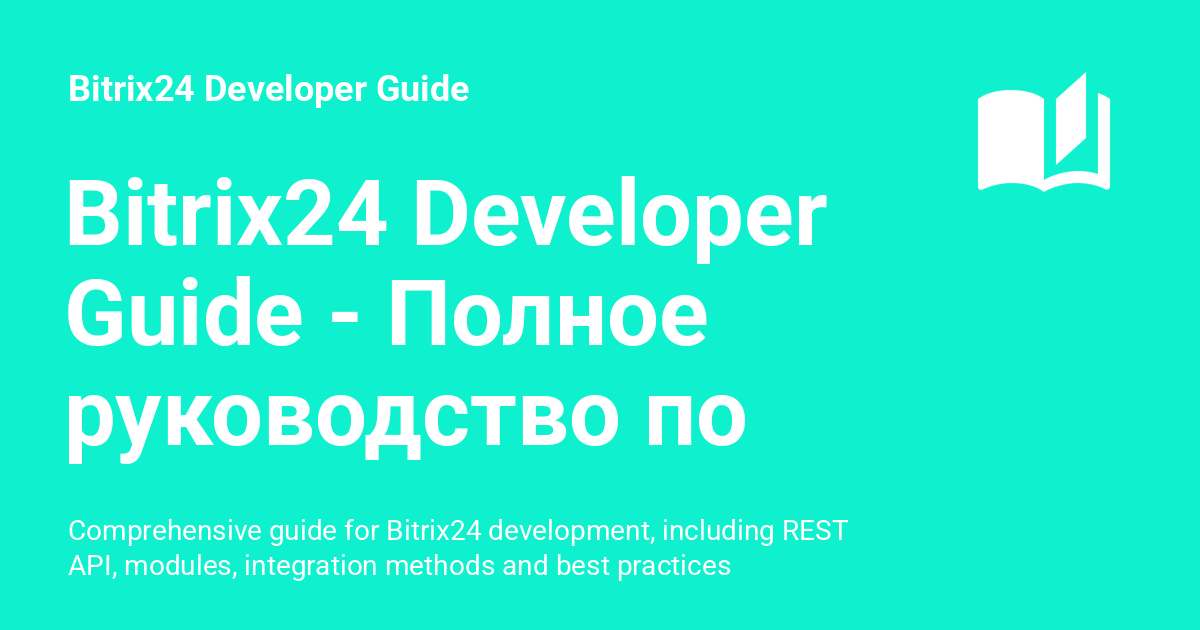 Bitrix24 Developer Guide
Bitrix24 Developer
Guide - Полное
руководство по
Comprehensive guide for Bitrix24 development, including REST
API, modules, integration methods and best practices